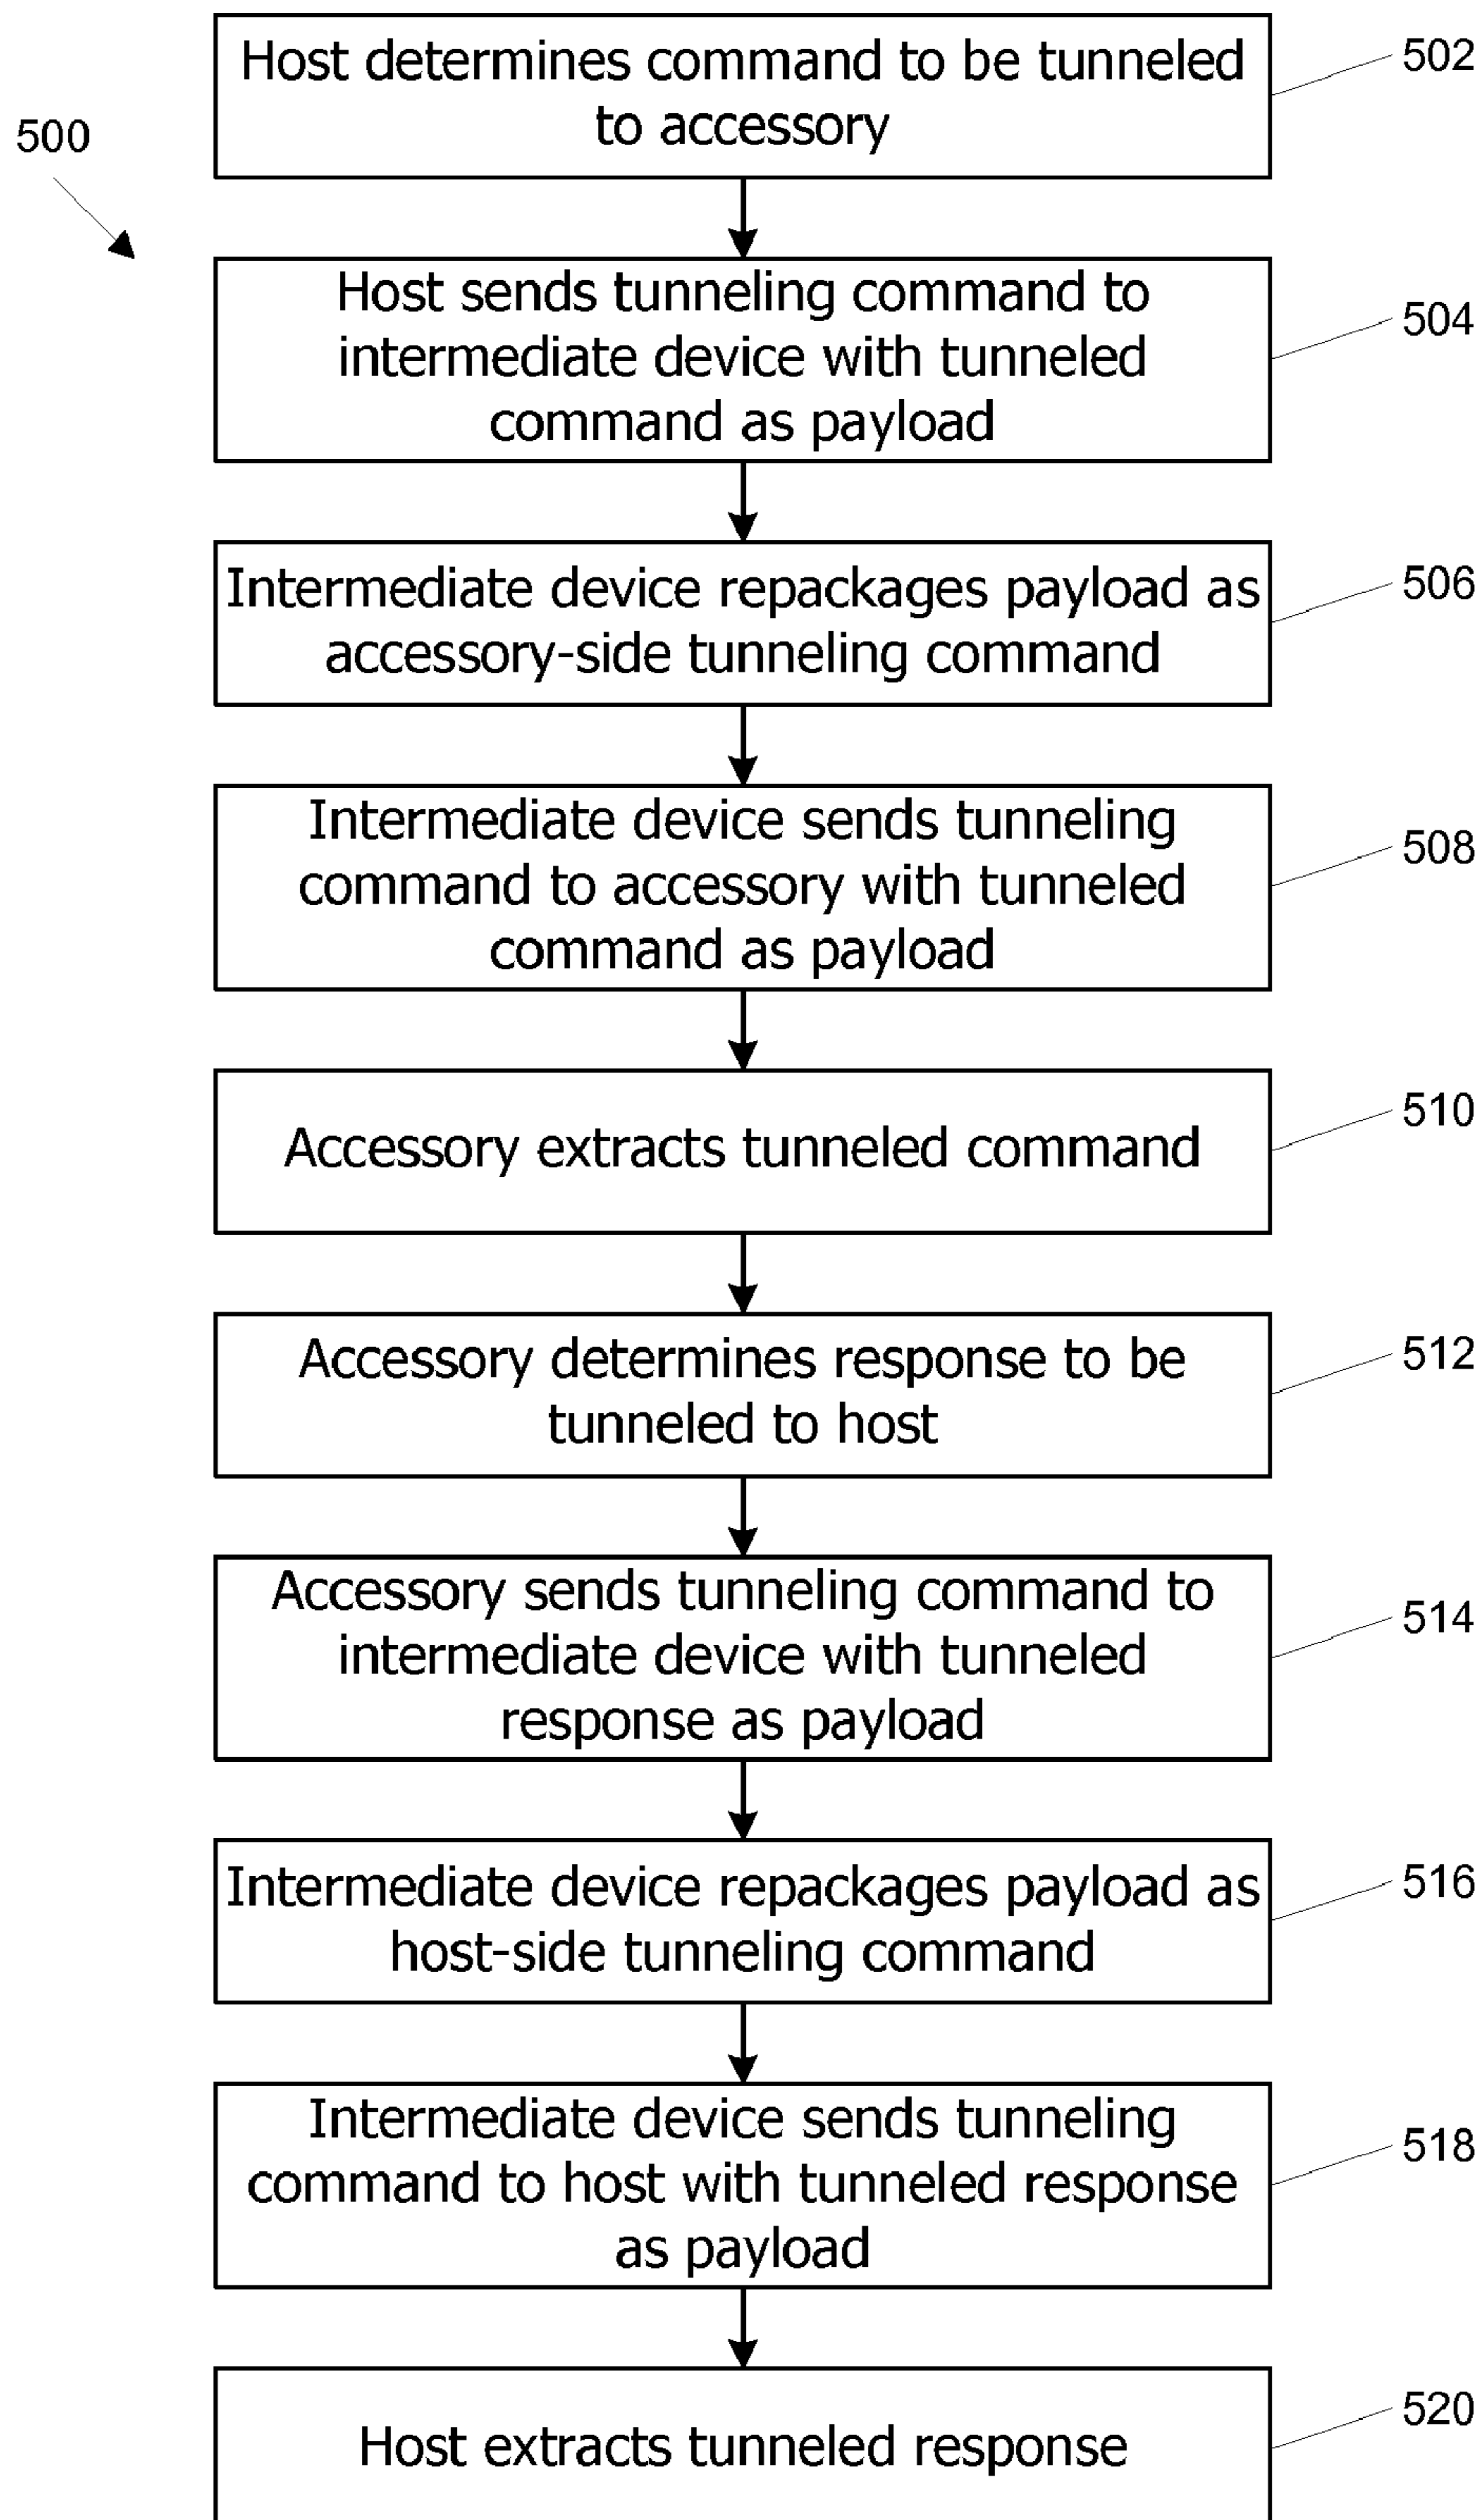 Host determines command to be tunneled
to accessory
502
500
Host sends tunneling command to
intermediate device with tunneled
command as payload
504
Intermediate device repackages payload as
accessory-side tunneling command
506
Intermediate device sends tunneling
command to accessory with tunneled
command as payload
508
Accessory extracts tunneled command
510
Accessory determines response to be
tunneled to host
512
Accessory sends tunneling command to
intermediate device with tunneled
response as payload
514
Intermediate device repackages payload as
host-side tunneling command
516
Intermediate device sends tunneling
command to host with tunneled response
as payload
518
Host extracts tunneled response
520